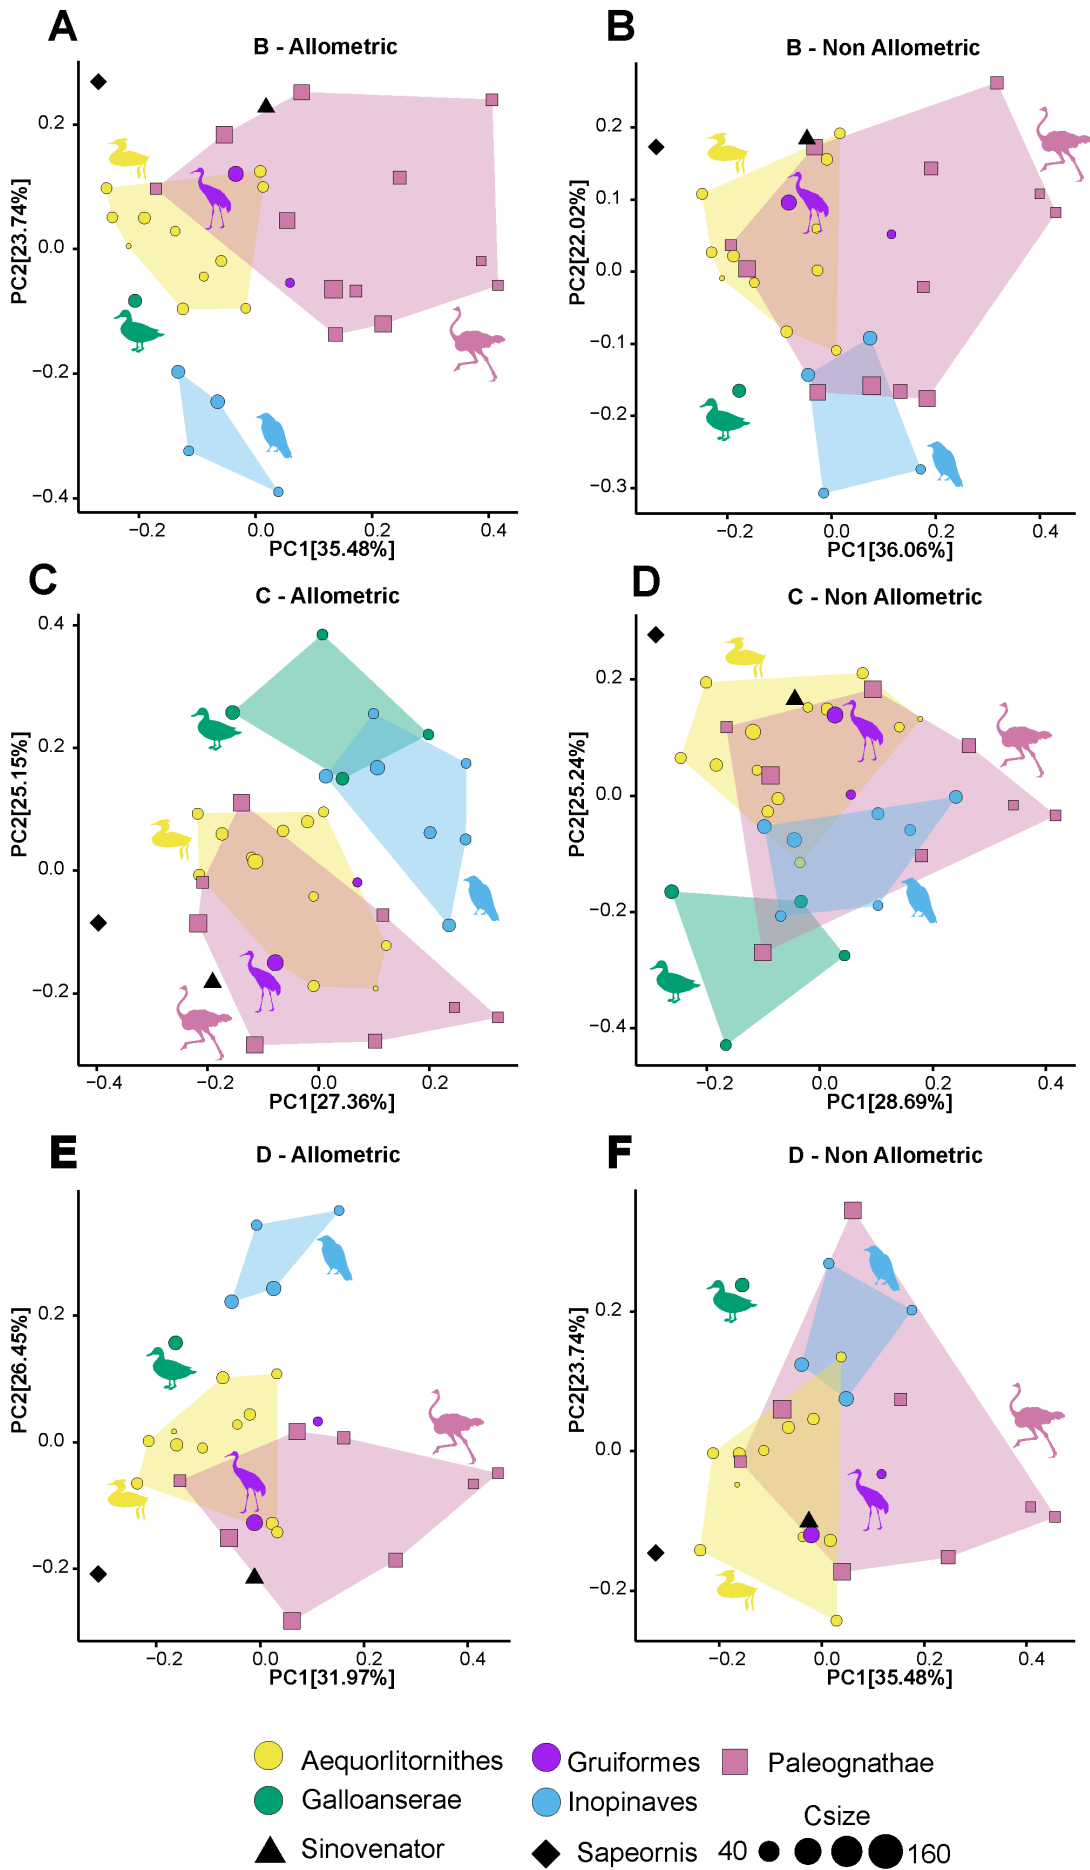 A
B - Allometric
0.2
0.0
−0.2
−0.4
PC2[23.74%]
−0.2
0.0
0.2
0.4
PC1[35.48%]
B
B - Non Allometric
0.2
0.1
0.0
−0.1
−0.2
−0.3
PC2[22.02%]
−0.2
0.0
0.2
0.4
PC1[36.06%]
C
C - Allometric
0.4
0.2
0.0
−0.2
PC2[25.15%]
−0.4
−0.2
0.0
0.2
PC1[27.36%]
D
C - Non Allometric
0.2
0.0
−0.2
−0.4
PC2[25.24%]
−0.2
0.0
0.2
0.4
PC1[28.69%]
E
D - Allometric
0.2
0.0
−0.2
PC2[26.45%]
−0.2
0.0
0.2
0.4
PC1[31.97%]
F
D - Non Allometric
0.2
0.0
−0.2
PC2[23.74%]
−0.2
0.0
0.2
0.4
PC1[35.48%]
Aequorlitornithes
Gruiformes
Paleognathae
Galloanserae
Inopinaves
Csize
Sinovenator
Sapeornis
40
160